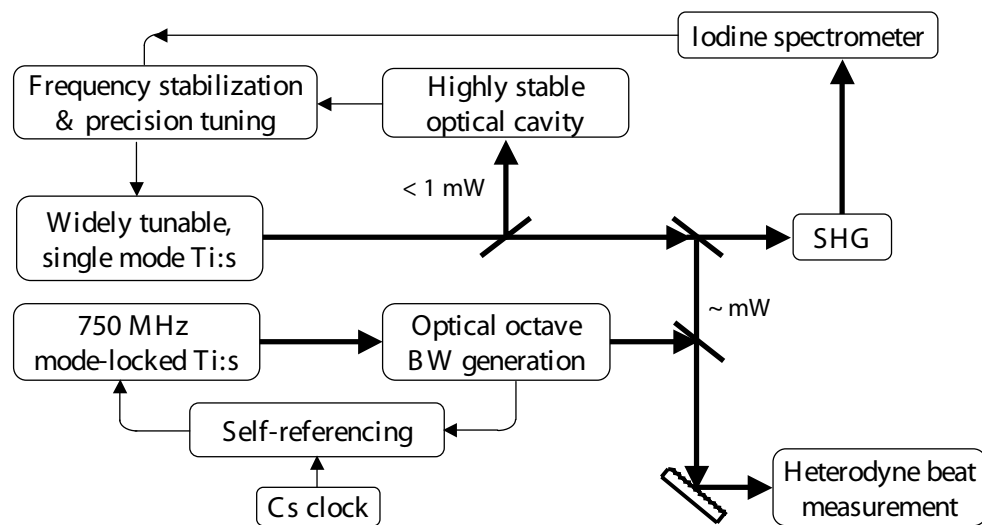 Iodine spectrometer
Frequency stabilization
& precision tuning
Highly stable
optical cavity
< 1 mW
Widely tunable,
single mode Ti:s
SHG
~ mW
750 MHz
mode-locked Ti:s
Optical octave
BW generation
Self-referencing
Cs clock
Heterodyne beat
measurement